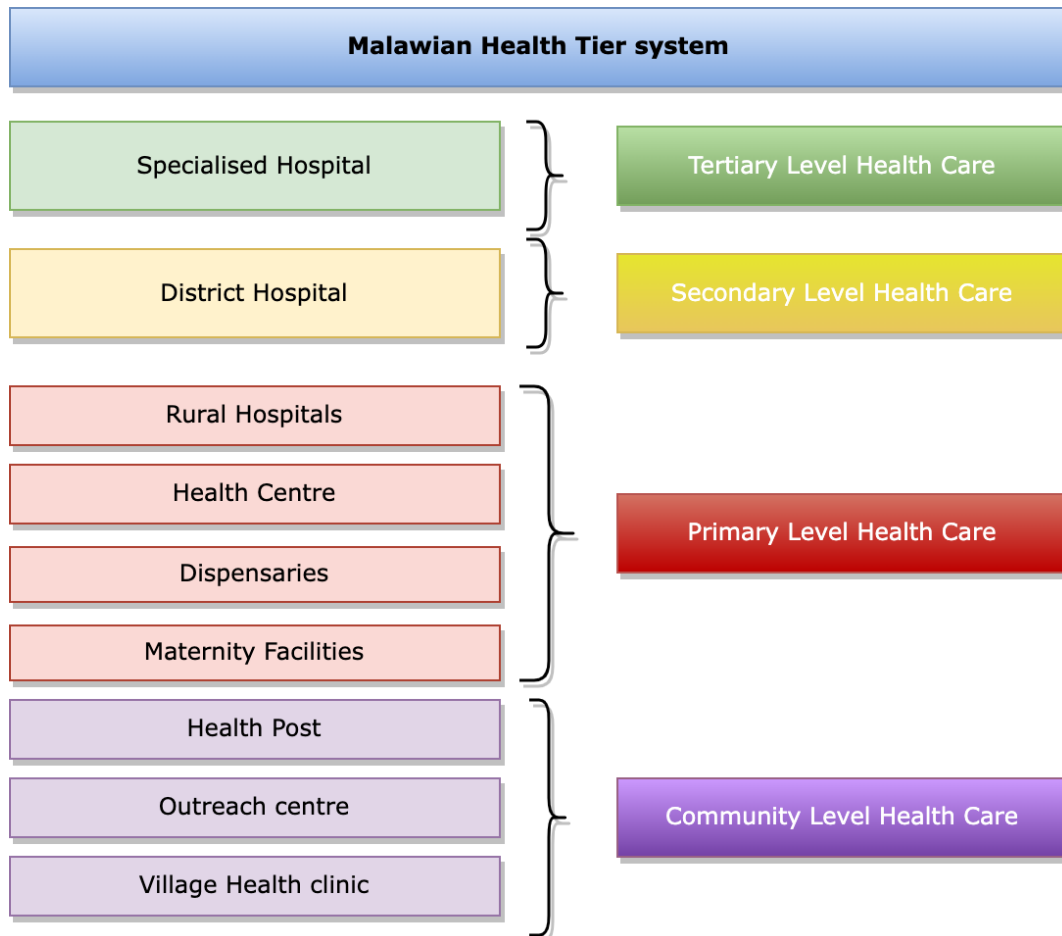 Malawian Health Tier system
Specialised Hospital
Tertiary Level Health Care
District Hospital
Secondary Level Health Care
Rural Hospitals
Health Centre
Dispensaries
Maternity Facilities
Primary Level Health Care
Health Post
Outreach centre
Village Health clinic
Community Level Health Care